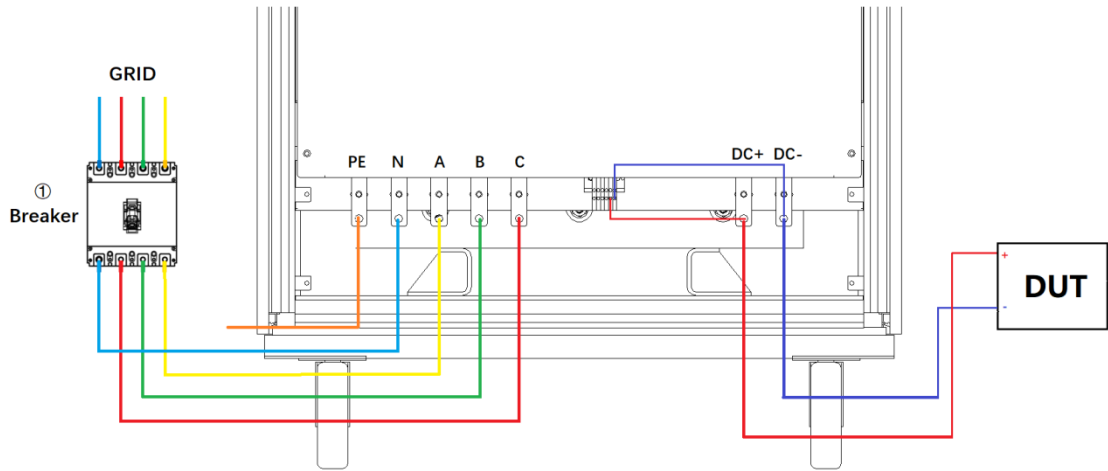 GRID
①
Breaker
PE N A B C DC+ DC-
+
DUT
-